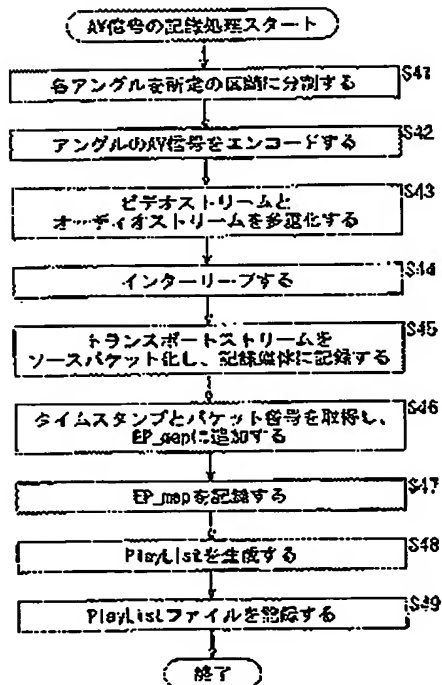 AV信号の記録処理スタート
S41
各アングルを所定の区間に分割する
S42
アングルのAV信号をエンコードする
S43
ビデオストリームと
オーディオストリームを多重化する
S44
インターリーブする
S45
トランスポートストリームを
ソースパケット化し、記録媒体に記録する
S46
タイムスタンプとパケット番号を取得し、
EP_mapに追加する
S47
EP_mapを記録する
S48
PlayListを生成する
S49
PlayListファイルを記録する
終了